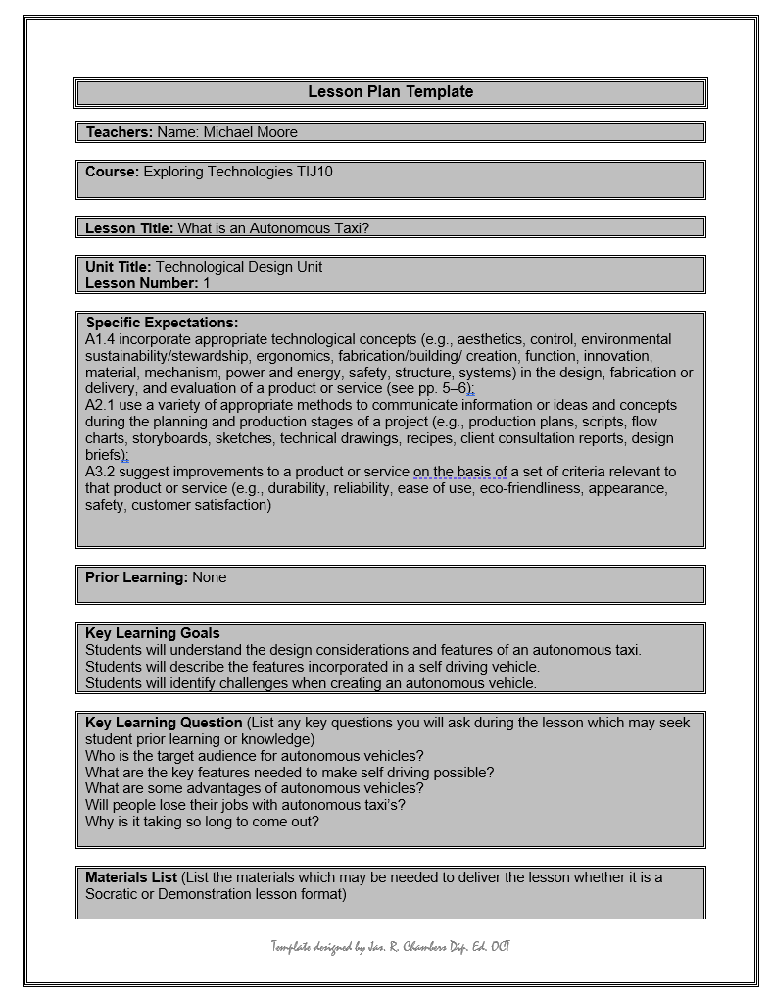 Lesson Plan Template
Teachers: Name: Michael Moore
Course: Exploring Technologies TIJ10
Lesson Title: What is an Autonomous Taxi?
Unit Title: Technological Design Unit
Lesson Number: 1
Specific Expectations:
A1.4 incorporate appropriate technological concepts (e.g., aesthetics, control, environmental
sustainability/stewardship, ergonomics, fabrication/building/ creation, function, innovation,
material, mechanism, power and energy, safety, structure, systems) in the design, fabrication or
delivery, and evaluation of a product or service (see pp. 5–6);
A2.1 use a variety of appropriate methods to communicate information or ideas and concepts
during the planning and production stages of a project (e.g., production plans, scripts, flow
charts, storyboards, sketches, technical drawings, recipes, client consultation reports, design
briefs);
A3.2 suggest improvements to a product or service on the basis of a set of criteria relevant to
that product or service (e.g., durability, reliability, ease of use, eco-friendliness, appearance,
safety, customer satisfaction)
Prior Learning: None
Key Learning Goals
Students will understand the design considerations and features of an autonomous taxi.
Students will describe the features incorporated in a self driving vehicle.
Students will identify challenges when creating an autonomous vehicle.
Key Learning Question (List any key questions you will ask during the lesson which may seek
student prior learning or knowledge)
Who is the target audience for autonomous vehicles?
What are the key features needed to make self driving possible?
What are some advantages of autonomous vehicles?
Will people lose their jobs with autonomous taxi's?
Why is it taking so long to come out?
Materials List (List the materials which may be needed to deliver the lesson whether it is a
Socratic or Demonstration lesson format)
Template designed by Jas. R. Chambers Dip. Ed. OCT